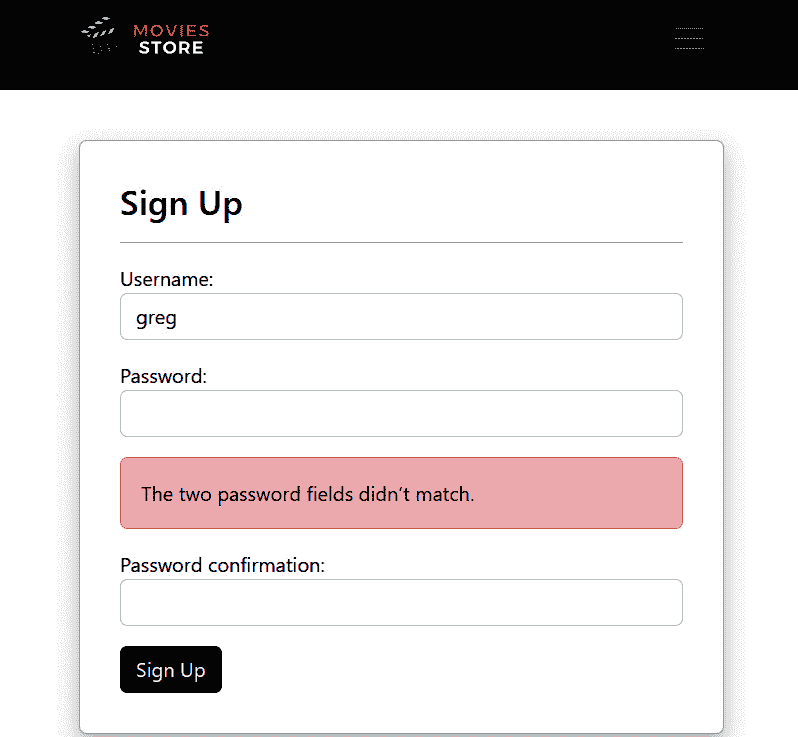 MOVIES
STORE
Sign Up
Username:
greg
Password:
The two password fields didn’t match.
Password confirmation:
Sign Up